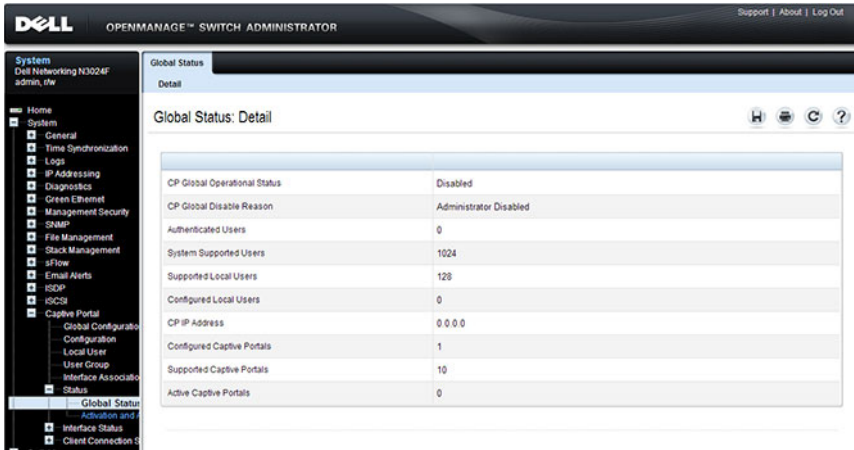 DELL OPENMANAGE™ SWITCH ADMINISTRATOR
Support | About | Log Out
System
Dell Networking N3024F
admin, r/w
Home
System
General
Time Synchronization
Logs
IP Addressing
Diagnostics
Green Ethernet
Management Security
SNMP
File Management
Stack Management
sFlow
Email Alerts
ISDP
iSCSI
Captive Portal
Global Configuratio
Configuration
Local User
User Group
Interface Associatio
Status
Global Status
Activation and A
Interface Status
Client Connection S
Global Status
Detail
Global Status: Detail
CP Global Operational Status Disabled
CP Global Disable Reason Administrator Disabled
Authenticated Users 0
System Supported Users 1024
Supported Local Users 128
Configured Local Users 0
CP IP Address 0.0.0.0
Configured Captive Portals 1
Supported Captive Portals 10
Active Captive Portals 0